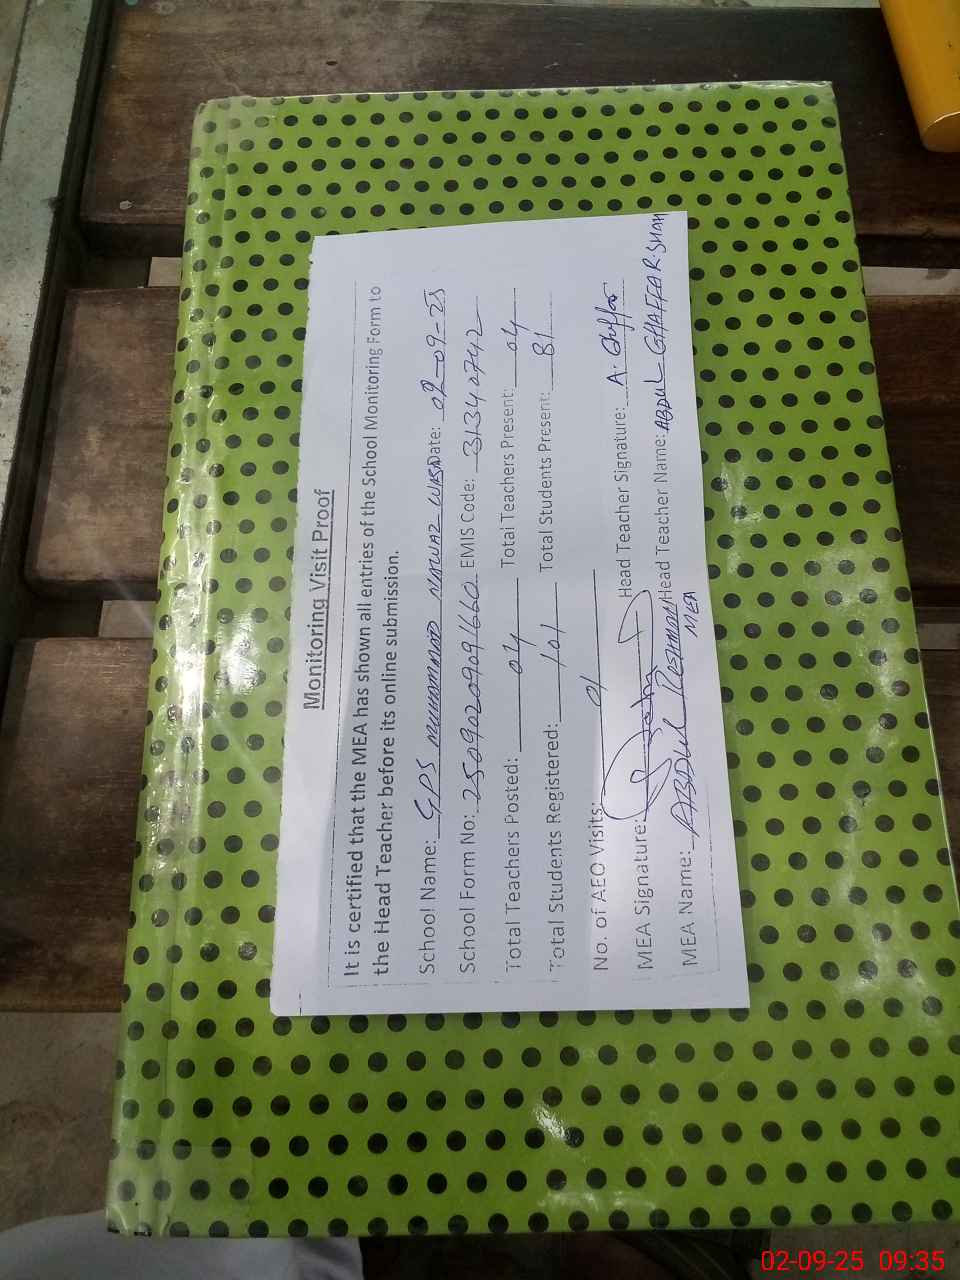 Monitoring Visit Proof
It is certified that the MEA has shown all entries of the School Monitoring Form to
the Head Teacher before its online submission.
School Name: GPS MUHAMMAD NAWAZ Date: 02-09-25
School Form No: 25090209091660 EMIS Code: 31340742
Total Teachers Posted: 04 Total Teachers Present: 04
Total Students Registered: 101 Total Students Present: 81
No. of AEO Visits: 01
MEA Signature: Head Teacher Signature: A. Ghaffar
MEA Name: ABDUL REHMAN Head Teacher Name: ABDUL GHAFFAR SHAH
MEA
02-09-25 09:35